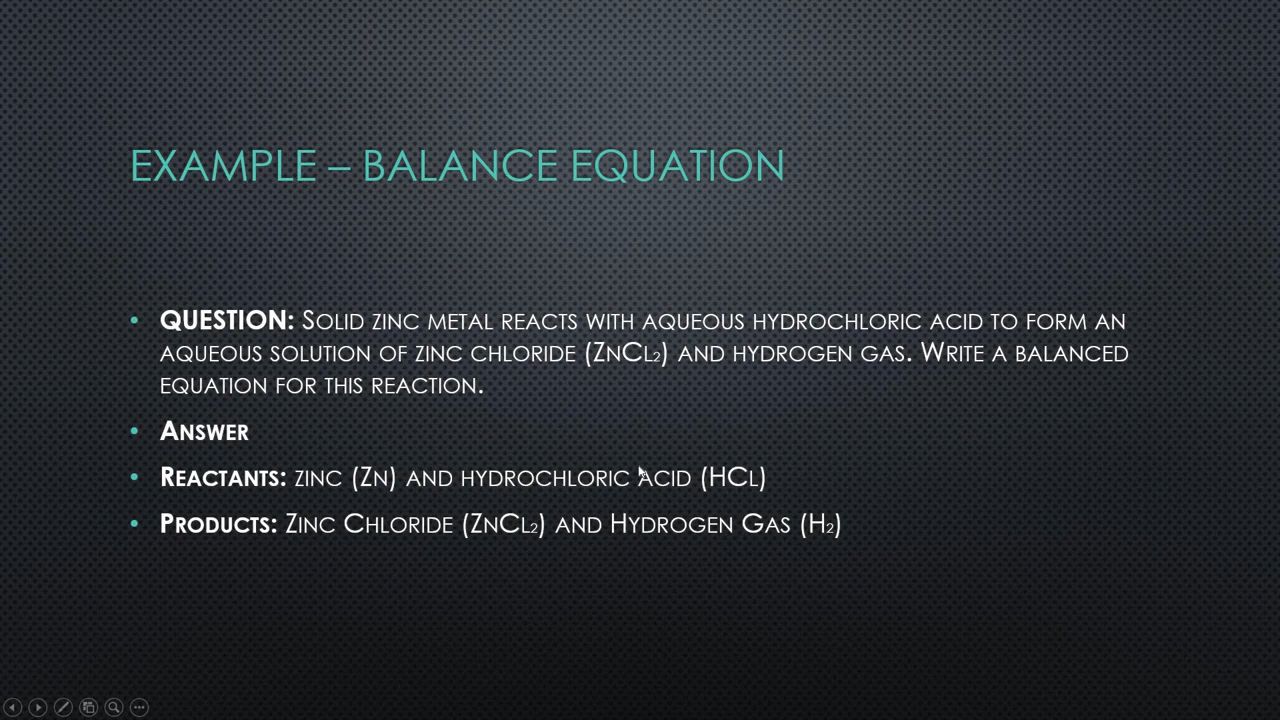 EXAMPLE – BALANCE EQUATION
• QUESTION: Solid zinc metal reacts with aqueous hydrochloric acid to form an
aqueous solution of zinc chloride (ZnCl₂) and hydrogen gas. Write a balanced
equation for this reaction.
• Answer
• Reactants: zinc (Zn) and hydrochloric acid (HCl)
• Products: Zinc Chloride (ZnCl₂) and Hydrogen Gas (H₂)